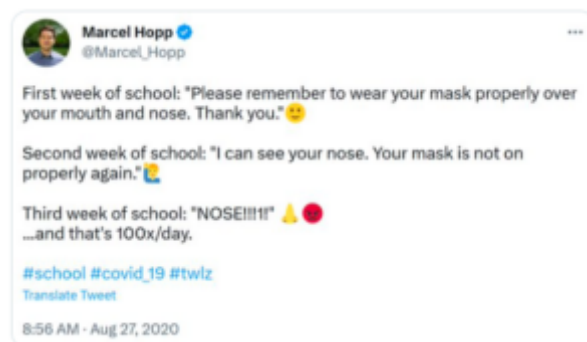 Marcel Hopp
@Marcel_Hopp
First week of school: "Please remember to wear your mask properly over
your mouth and nose. Thank you."🙂
Second week of school: "I can see your nose. Your mask is not on
properly again."🙋
Third week of school: "NOSE!!!1!" 🙏😡
...and that's 100x/day.
#school #covid_19 #twlz
Translate Tweet
8:56 AM · Aug 27, 2020